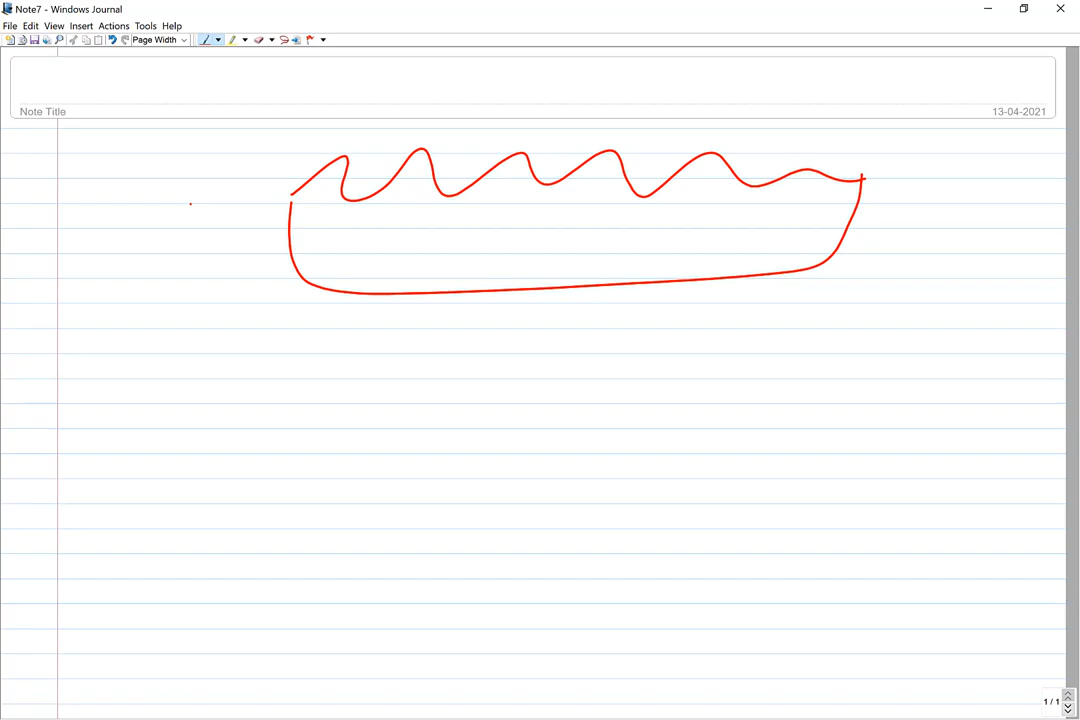 Note7 - Windows Journal
File Edit View Insert Actions Tools Help
Page Width
Note Title
13-04-2021
1 / 1